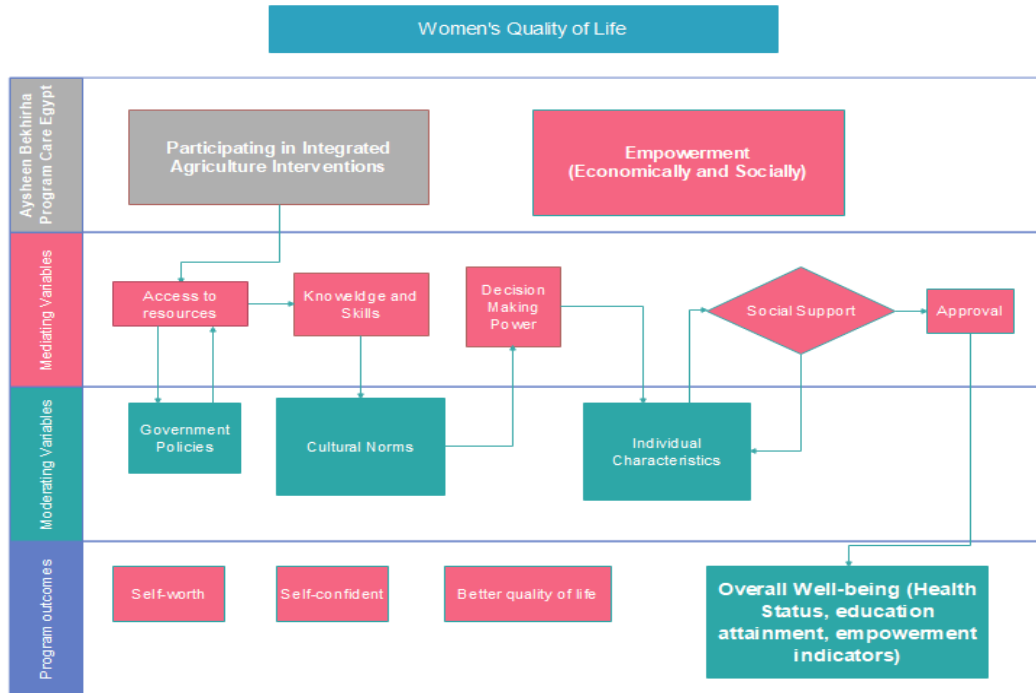 Women's Quality of Life
Aysheen Bekhirha
Program Care Egypt
Participating in Integrated
Agriculture Interventions
Empowerment
(Economically and Socially)
Mediating Variables
Access to
resources
Knoweldge and
Skills
Decision
Making
Power
Social Support
Approval
Moderating Variables
Government
Policies
Cultural Norms
Individual
Characteristics
Program outcomes
Self-worth
Self-confident
Better quality of life
Overall Well-being (Health
Status, education
attainment, empowerment
indicators)